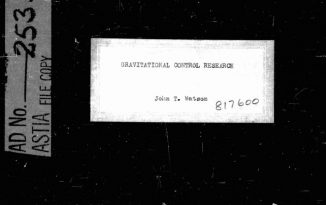 AD No. 253
ASTIA FILE COPY
GRAVITATIONAL CONTROL RESEARCH
John T. Watson
817600